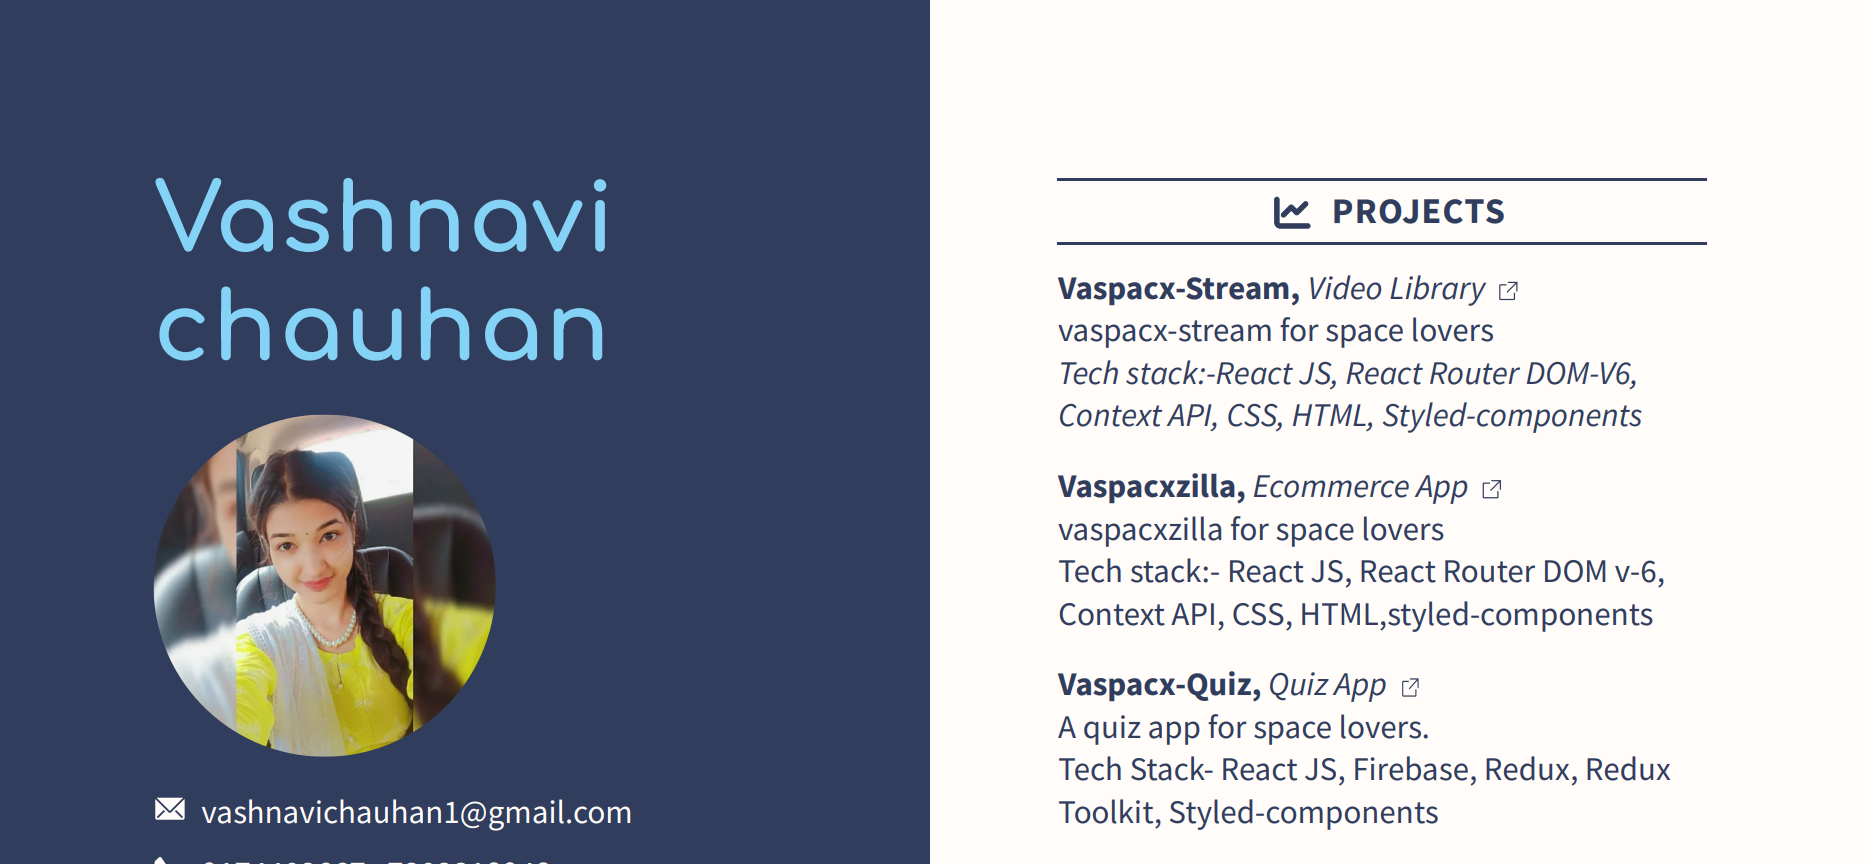 Vashnavi
chauhan
vashnavichauhan1@gmail.com
PROJECTS
Vaspacx-Stream, Video Library
vaspacx-stream for space lovers
Tech stack:-React JS, React Router DOM-V6,
Context API, CSS, HTML, Styled-components
Vaspacxzilla, Ecommerce App
vaspacxzilla for space lovers
Tech stack:- React JS, React Router DOM v-6,
Context API, CSS, HTML,styled-components
Vaspacx-Quiz, Quiz App
A quiz app for space lovers.
Tech Stack- React JS, Firebase, Redux, Redux
Toolkit, Styled-components